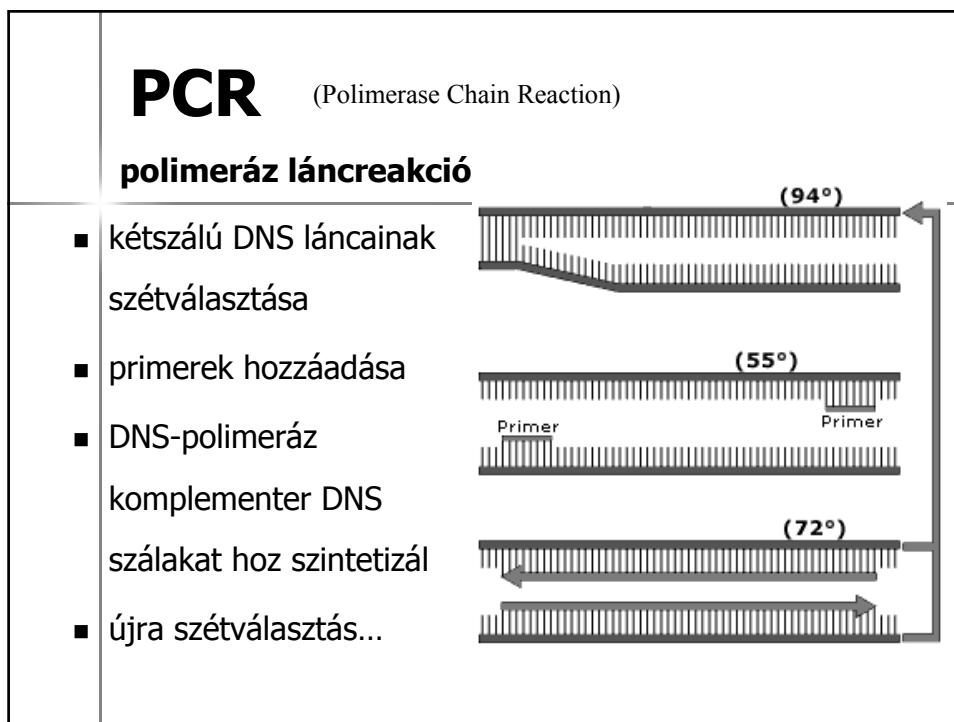 PCR (Polimerase Chain Reaction)
polimeráz láncreakció
■ kétszálú DNS láncainak
szétválasztása
■ primerek hozzáadása
■ DNS-polimeráz
komplementer DNS
szálakat hoz szintetizál
■ újra szétválasztás...
(94°)
(55°)
Primer
Primer
(72°)